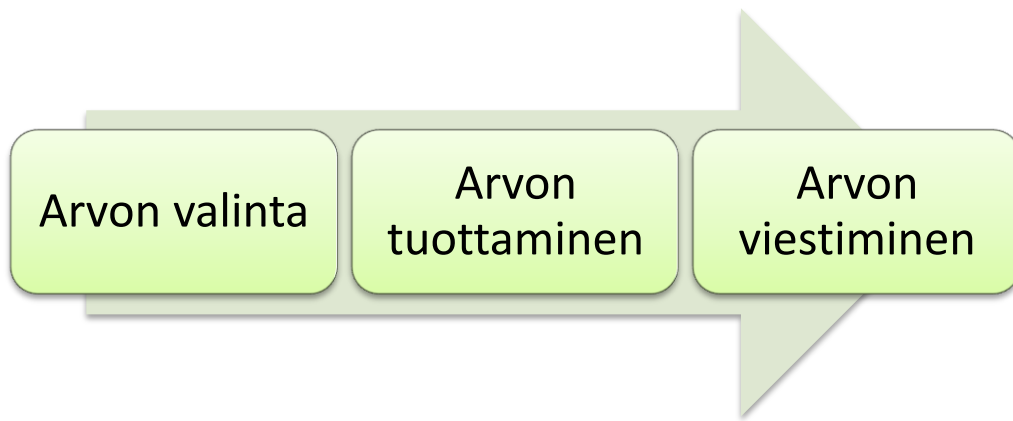 Arvon valinta
Arvon
tuottaminen
Arvon
viestiminen